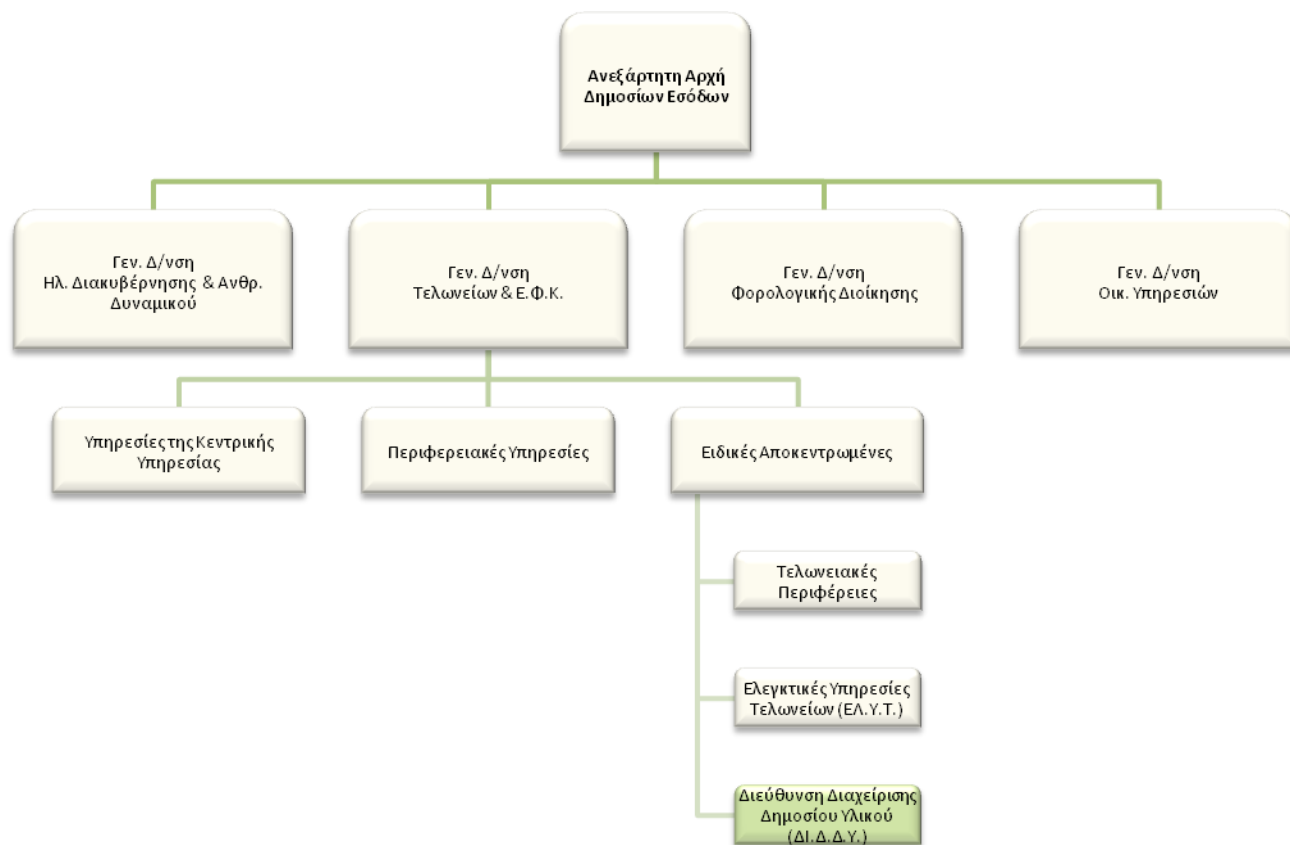 Ανεξάρτητη Αρχή
Δημοσίων Εσόδων
Γεν. Δ/νση
Ηλ. Διακυβέρνησης & Ανθρ.
Δυναμικού
Γεν. Δ/νση
Τελωνείων & Ε.Φ.Κ.
Γεν. Δ/νση
Φορολογικής Διοίκησης
Γεν. Δ/νση
Οικ. Υπηρεσιών
Υπηρεσίες της Κεντρικής
Υπηρεσίας
Περιφερειακές Υπηρεσίες
Ειδικές Αποκεντρωμένες
Τελωνειακές
Περιφέρειες
Ελεγκτικές Υπηρεσίες
Τελωνείων (ΕΛ.Υ.Τ.)
Διεύθυνση Διαχείρισης
Δημοσίου Υλικού
(ΔΙ.Δ.Δ.Υ.)